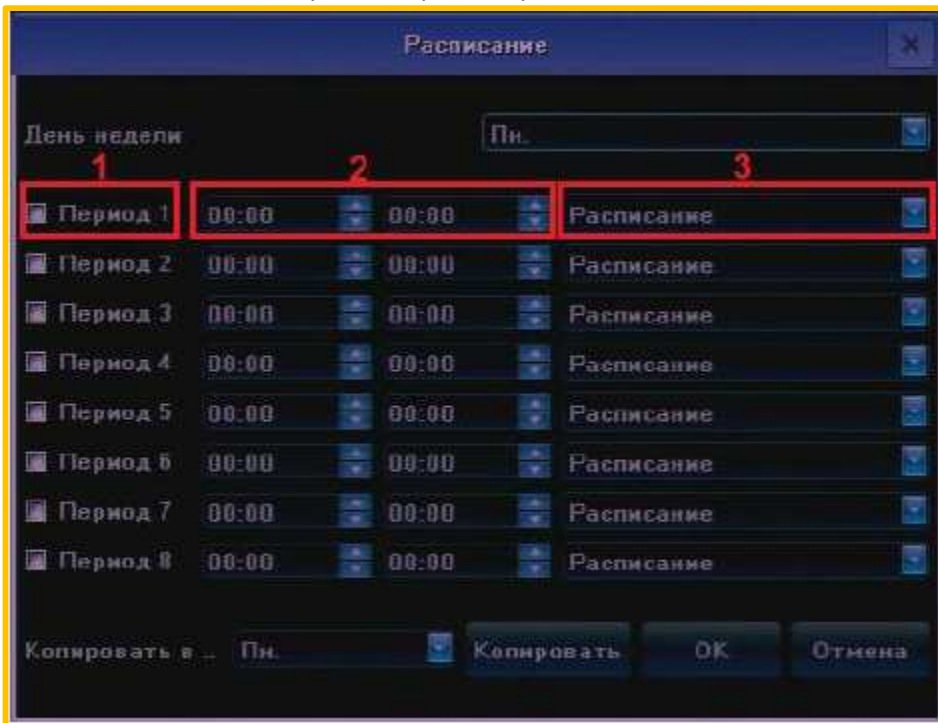 Расписание
День недели Пн.
1 2 3
Период 1 00:00 00:00 Расписание
Период 2 00:00 00:00 Расписание
Период 3 00:00 00:00 Расписание
Период 4 00:00 00:00 Расписание
Период 5 00:00 00:00 Расписание
Период 6 00:00 00:00 Расписание
Период 7 00:00 00:00 Расписание
Период 8 00:00 00:00 Расписание
Копировать в .. Пн. Копировать OK Отмена